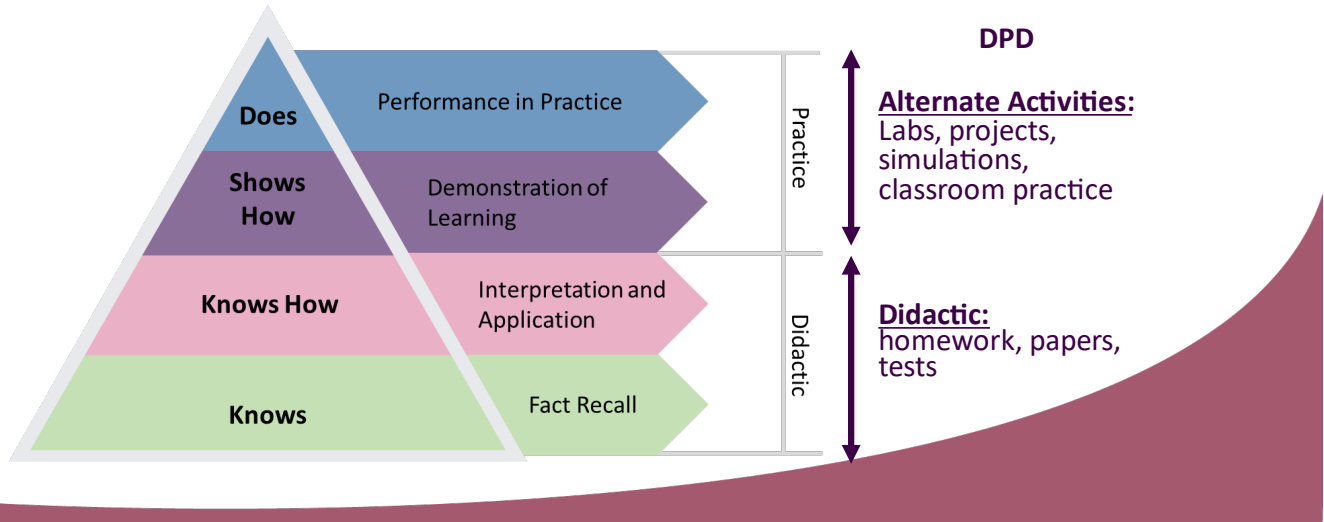 DPD
Does
Performance in Practice
Shows
How
Demonstration of
Learning
Practice
Alternate Activities:
Labs, projects,
simulations,
classroom practice
Knows How
Interpretation and
Application
Didactic
Didactic:
homework, papers,
tests
Knows
Fact Recall